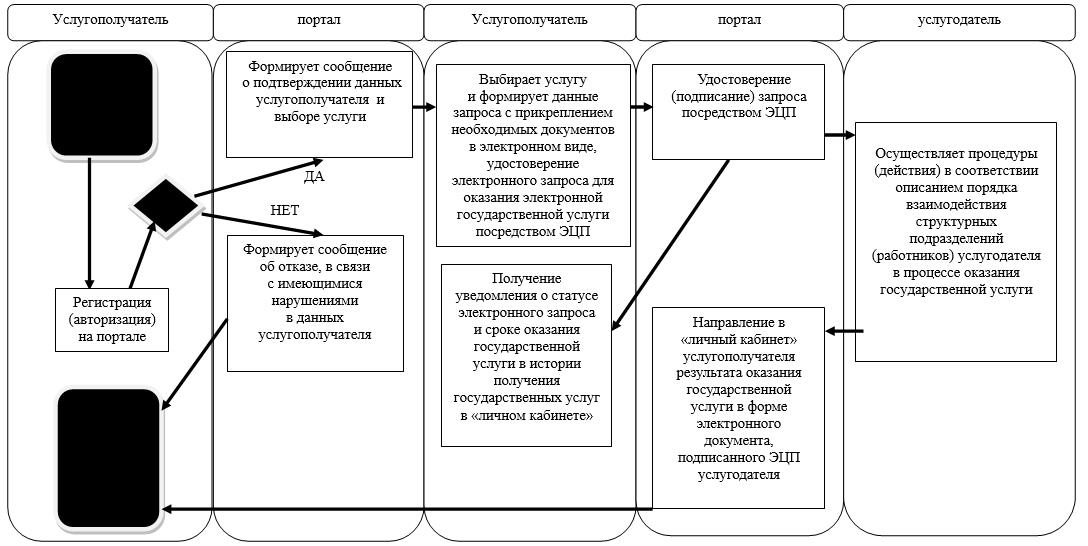 Услугополучатель
портал
Услугополучатель
портал
услугодатель
Формирует сообщение
о подтверждении данных
услугополучателя и
выборе услуги
ДА
НЕТ
Регистрация
(авторизация)
на портале
Формирует сообщение
об отказе, в связи
с имеющимися
нарушениями
в данных
услугополучателя
Выбирает услугу
и формирует данные
запроса с прикреплением
необходимых документов
в электронном виде,
удостоверение
электронного запроса для
оказания электронной
государственной услуги
посредством ЭЦП
Получение
уведомления о статусе
электронного запроса
и сроке оказания
государственной
услуги в истории
получения
государственных услуг
в «личном кабинете»
Удостоверение
(подписание) запроса
посредством ЭЦП
Направление в
«личный кабинет»
услугополучателя
результата оказания
государственной
услуги в форме
электронного
документа,
подписанного ЭЦП
услугодателя
Осуществляет процедуры
(действия) в соответствии
описанием порядка
взаимодействия
структурных
подразделений
(работников) услугодателя
в процессе оказания
государственной услуги